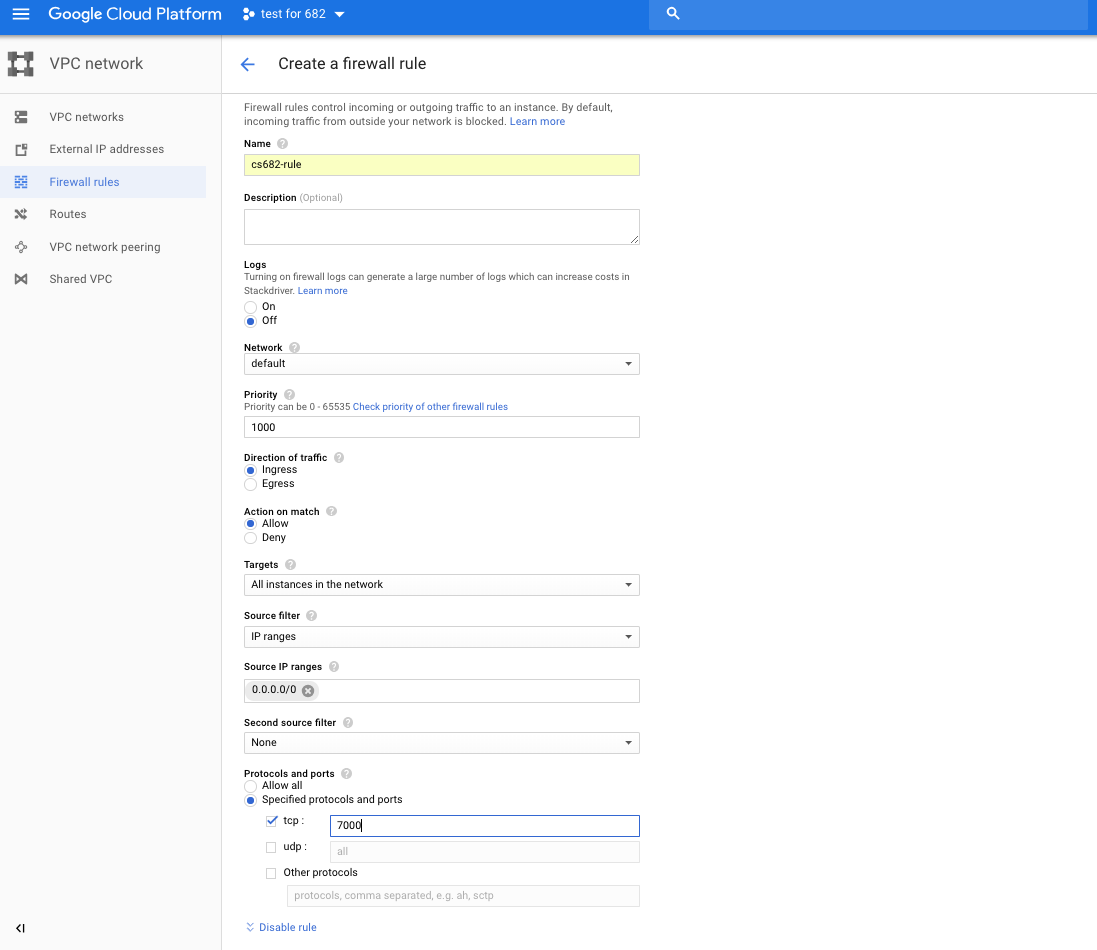 Google Cloud Platform
test for 682
VPC network
Create a firewall rule
VPC networks
External IP addresses
Firewall rules
Routes
VPC network peering
Shared VPC
Firewall rules control incoming or outgoing traffic to an instance. By default,
incoming traffic from outside your network is blocked. Learn more
Name ?
cs682-rule
Description (Optional)
Logs
Turning on firewall logs can generate a large number of logs which can increase costs in
Stackdriver. Learn more
On
Off
Network ?
default
Priority ?
Priority can be 0 - 65535 Check priority of other firewall rules
1000
Direction of traffic ?
Ingress
Egress
Action on match ?
Allow
Deny
Targets ?
All instances in the network
Source filter ?
IP ranges
Source IP ranges ?
0.0.0.0/0
Second source filter ?
None
Protocols and ports ?
Allow all
Specified protocols and ports
tcp : 7000
udp : all
Other protocols
protocols, comma separated, e.g. ah, sctp
Disable rule